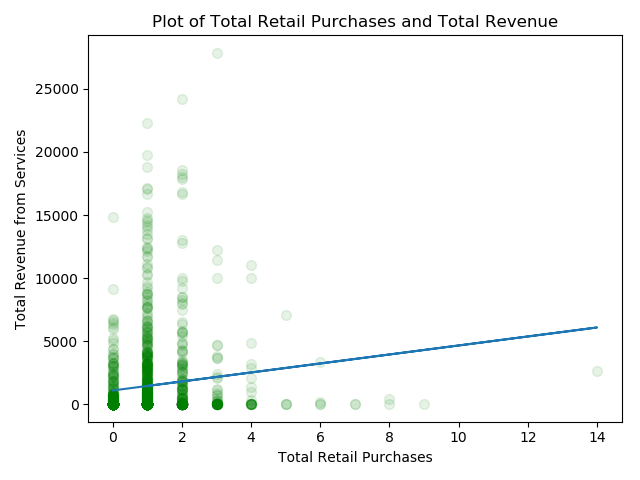 Plot of Total Retail Purchases and Total Revenue
25000
20000
15000
10000
5000
0
Total Revenue from Services
0 2 4 6 8 10 12 14
Total Retail Purchases